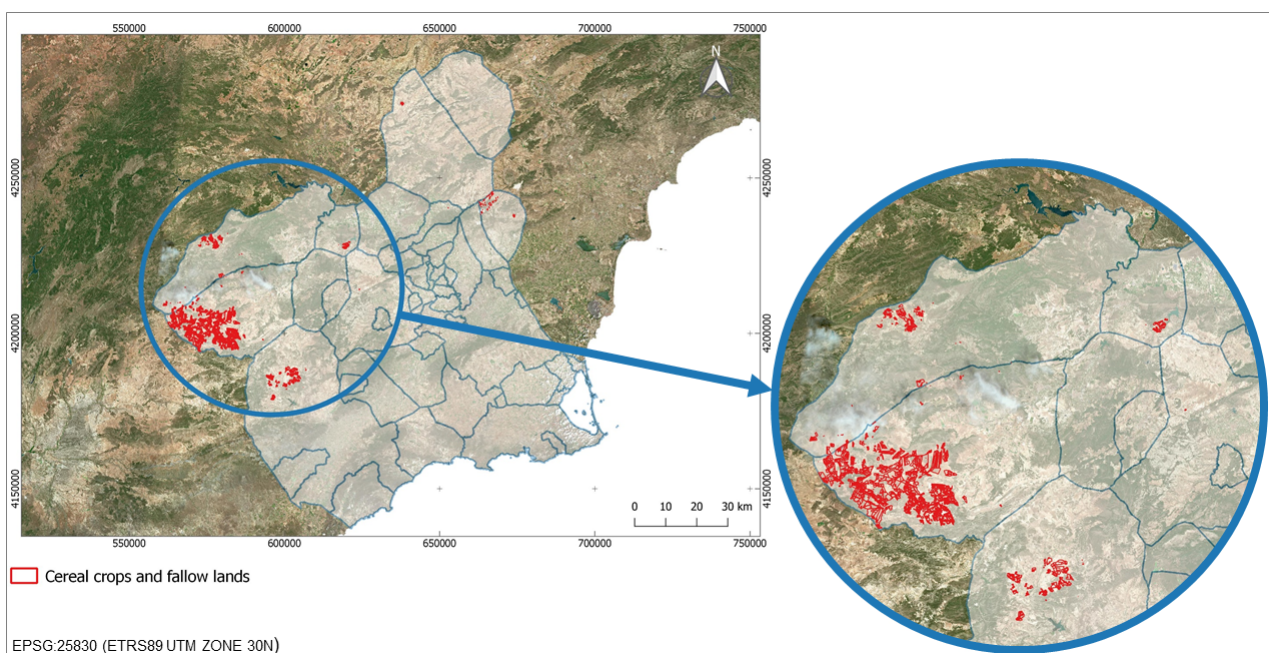 550000 600000 650000 700000 750000
N
4250000 4250000
4200000 4200000
4150000 4150000
0 10 20 30 km
550000 600000 650000 700000 750000
Cereal crops and fallow lands
EPSG:25830 (ETRS89 UTM ZONE 30N)